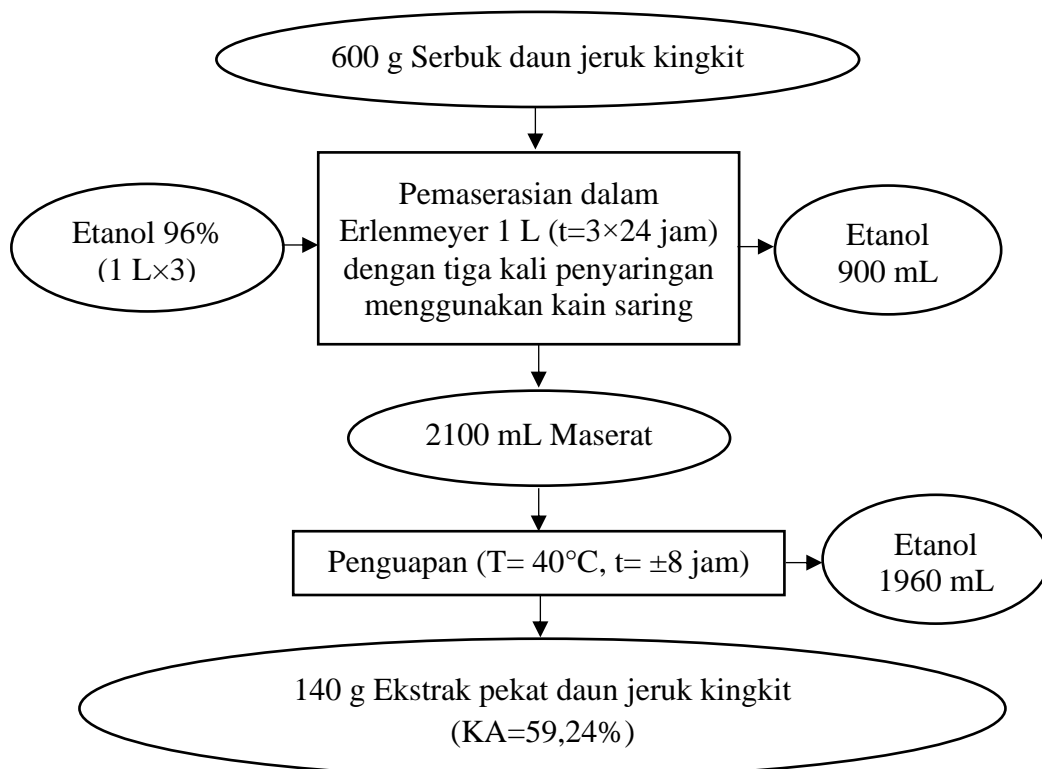 600 g Serbuk daun jeruk kingkit
Etanol 96%
(1 L×3)
Pemaserasian dalam
Erlenmeyer 1 L (t=3×24 jam)
dengan tiga kali penyaringan
menggunakan kain saring
Etanol
900 mL
2100 mL Maserat
Penguapan (T= 40°C, t= ±8 jam)
Etanol
1960 mL
140 g Ekstrak pekat daun jeruk kingkit
(KA=59,24%)